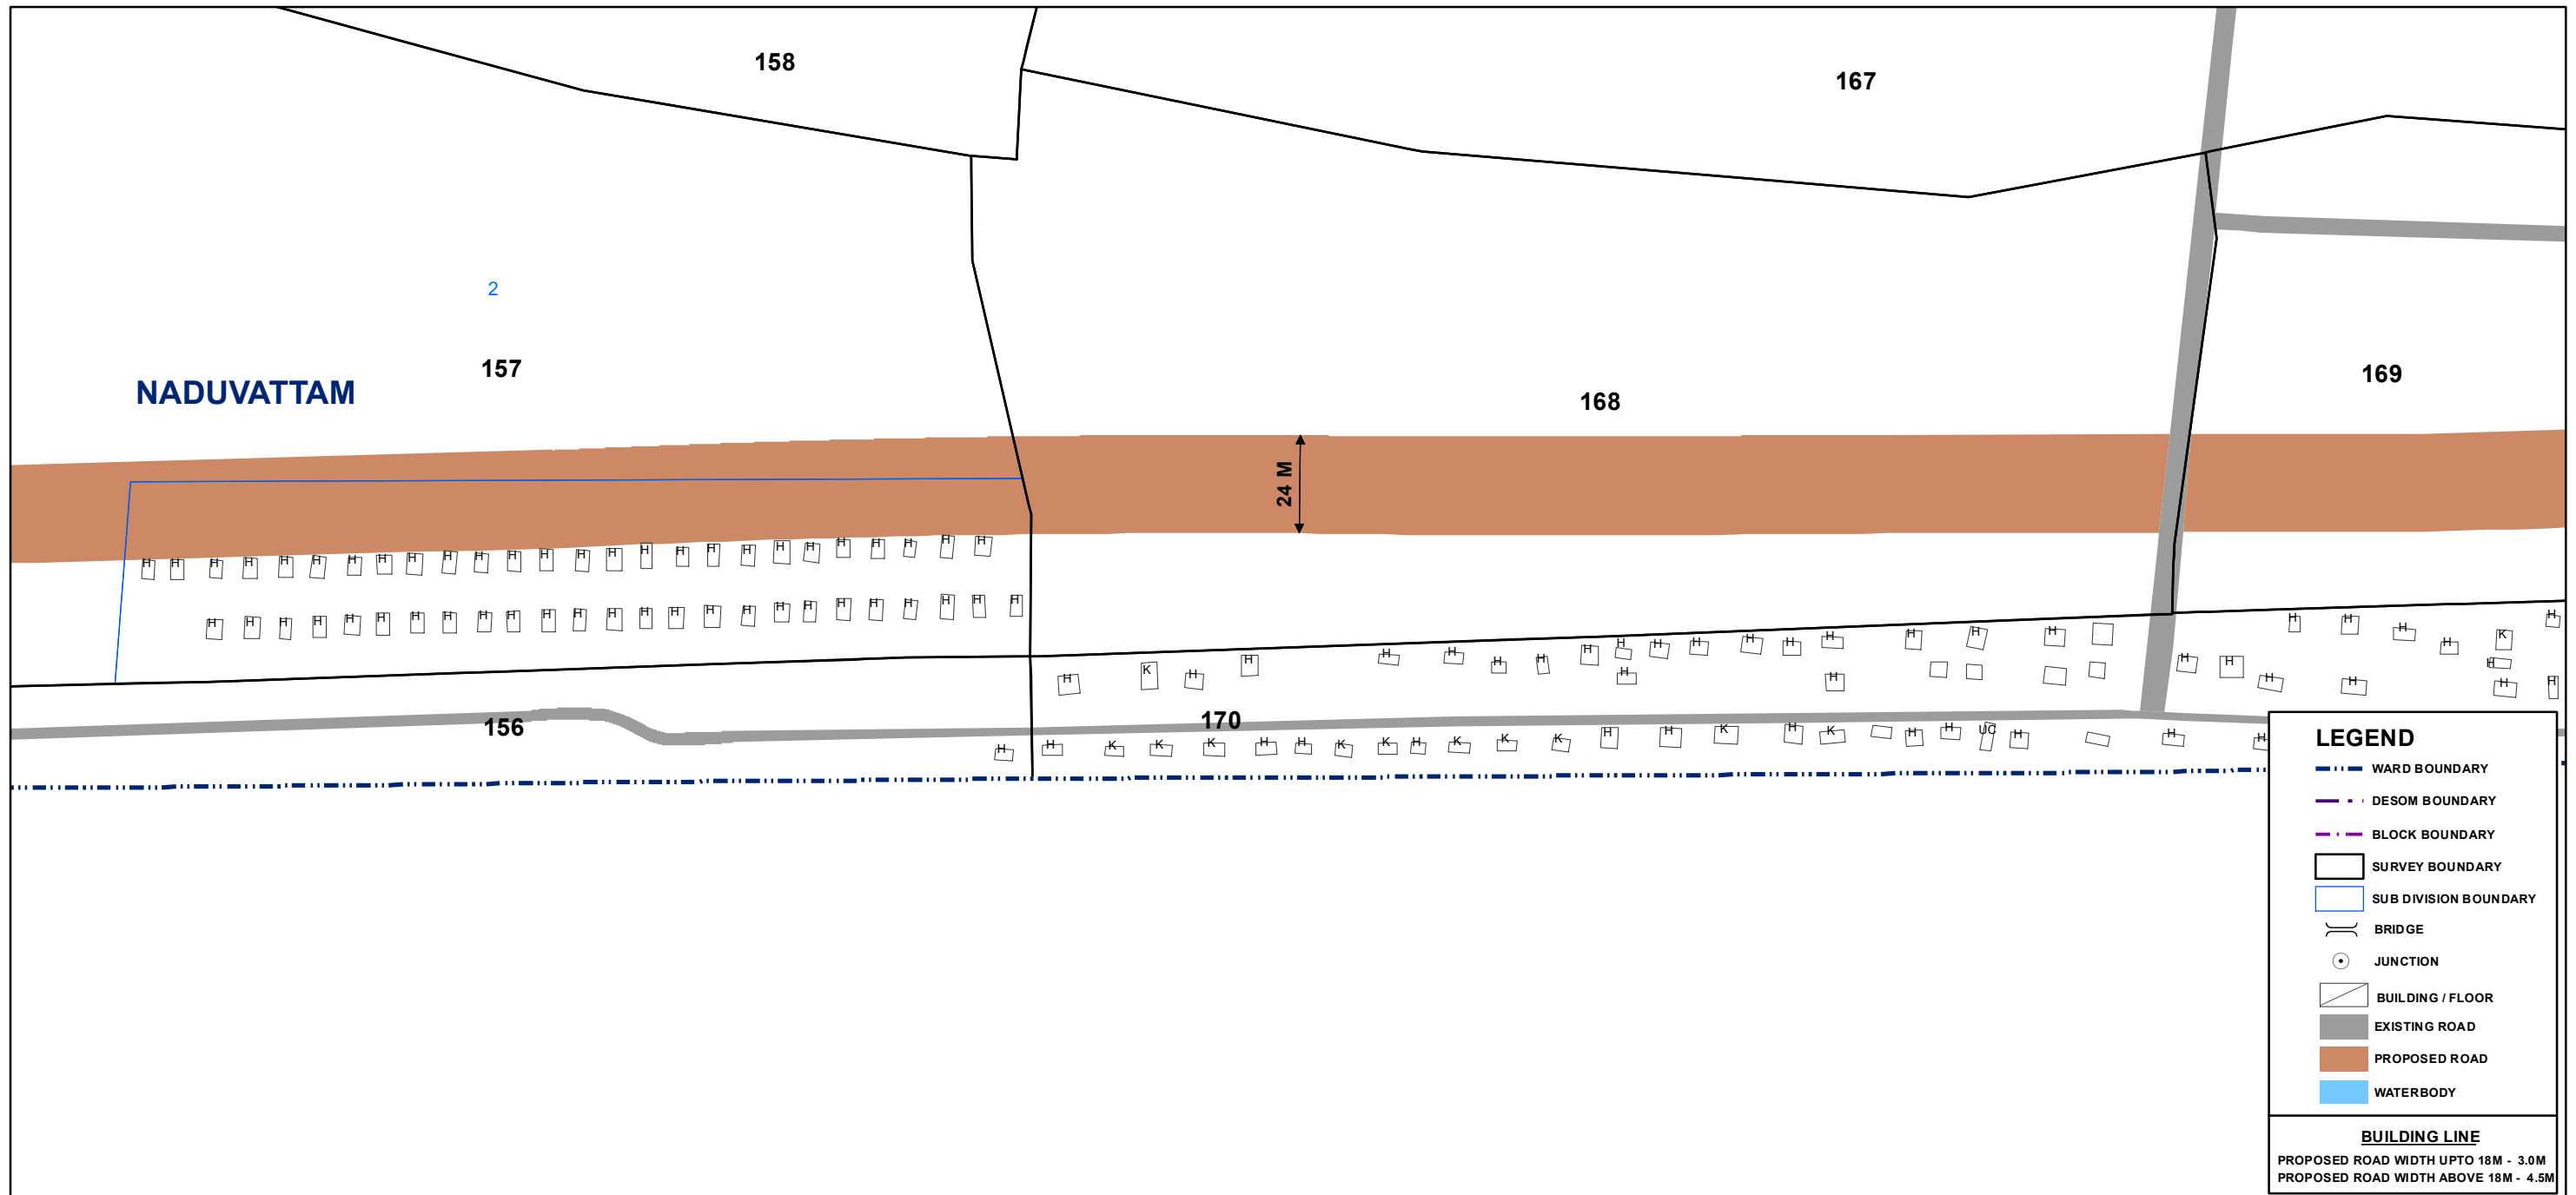 158
167
2
157
NADUVATTAM
168
169
24 M
H H H H H H H H H H H H H H H H H H H H H H H H H H
H H H H H H H H H H H H H H H H H H H H H H H H H
H K H H H H H H H H H H H H H H H H H H
H H
H H H H K H
H H H H H H H
156
170
H H K K K H H K K H K K K H H K H K H H UC H H H
LEGEND
WARD BOUNDARY
DESOM BOUNDARY
BLOCK BOUNDARY
SURVEY BOUNDARY
SUB DIVISION BOUNDARY
BRIDGE
JUNCTION
BUILDING / FLOOR
EXISTING ROAD
PROPOSED ROAD
WATERBODY
BUILDING LINE
PROPOSED ROAD WIDTH UPTO 18M - 3.0M
PROPOSED ROAD WIDTH ABOVE 18M - 4.5M